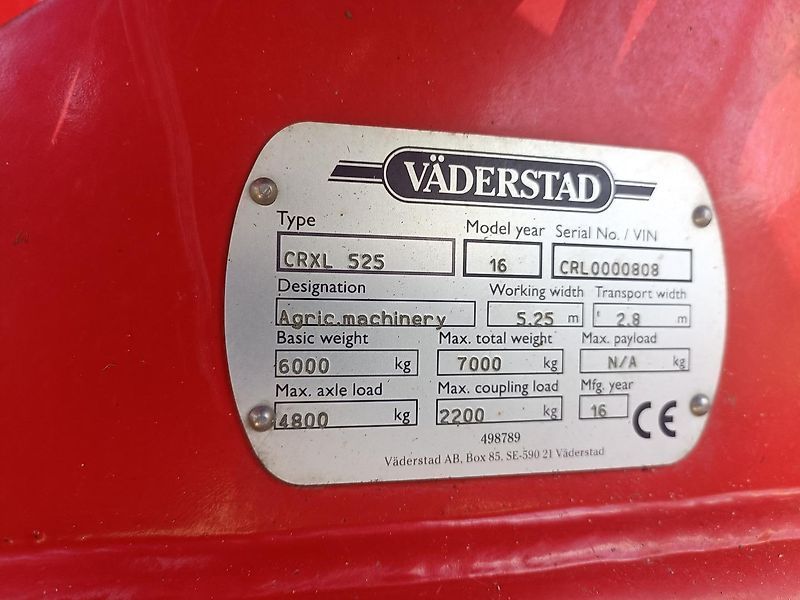 VÄDERSTAD
Type Model year Serial No. / VIN
CRXL 525 16 CRL0000808
Designation Working width Transport width
Agric.machinery 5.25 m 2.8 m
Basic weight Max. total weight Max. payload
6000 kg 7000 kg N/A kg
Max. axle load Max. coupling load Mfg. year
4800 kg 2200 kg 16 CE
498789
Väderstad AB, Box 85, SE-590 21 Väderstad